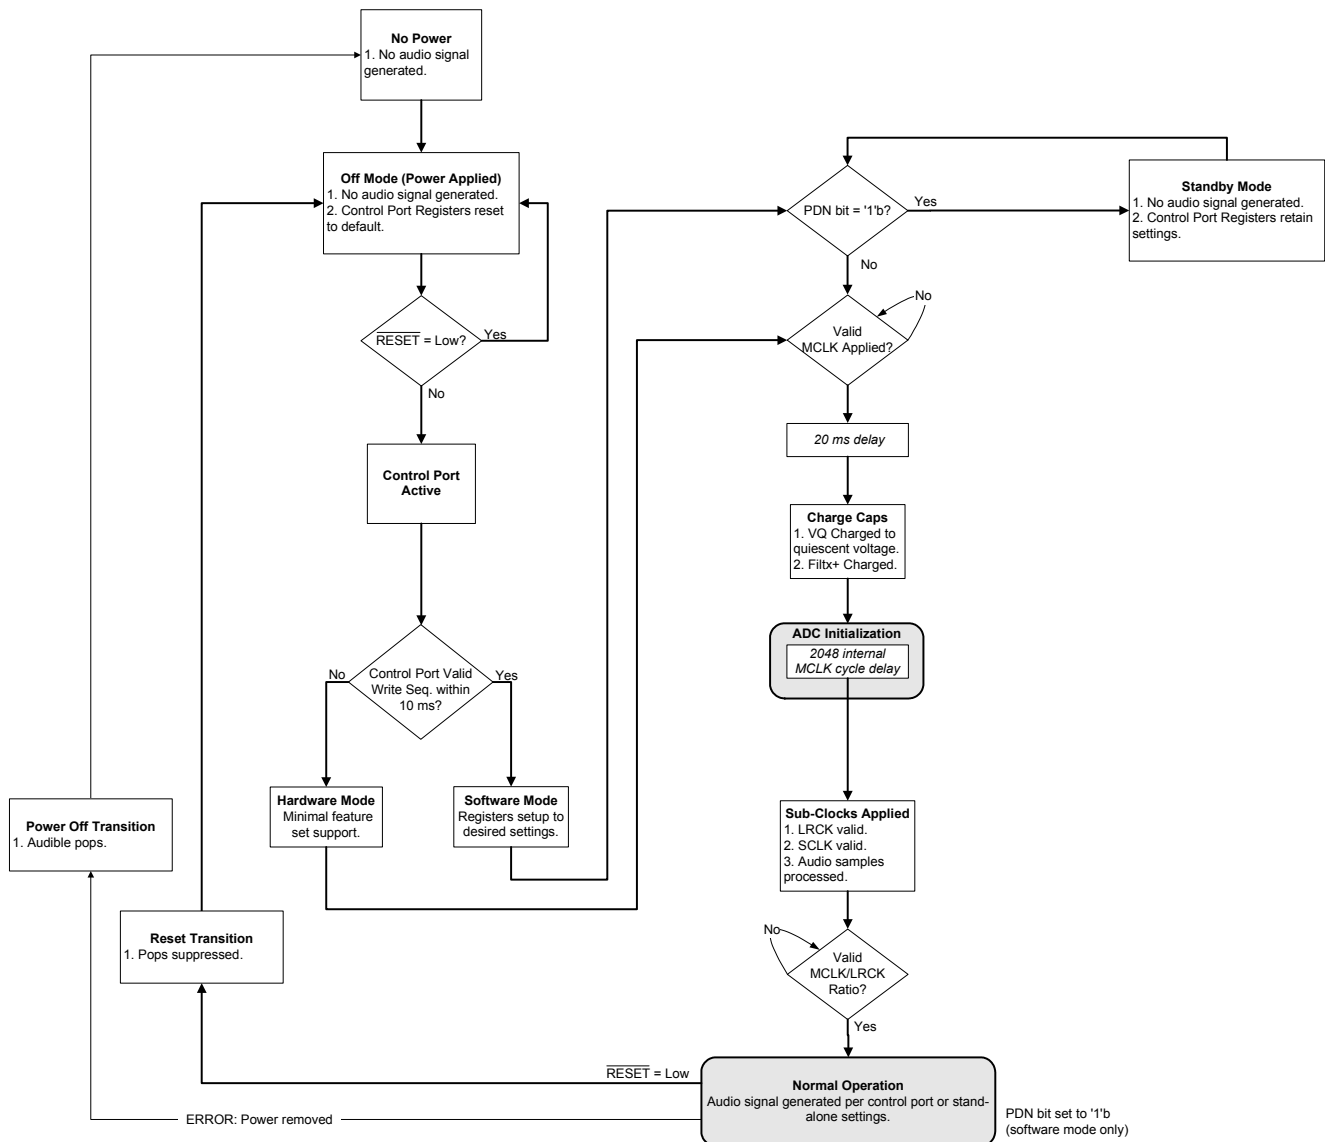 No Power
1. No audio signal
generated.
Off Mode (Power Applied)
1. No audio signal generated.
2. Control Port Registers reset
to default.
RESET = Low?
Yes
No
Control Port
Active
Control Port Valid
Write Seq. within
10 ms?
No
Yes
Hardware Mode
Minimal feature
set support.
Software Mode
Registers setup to
desired settings.
Power Off Transition
1. Audible pops.
Reset Transition
1. Pops suppressed.
PDN bit = '1'b?
Yes
No
Standby Mode
1. No audio signal generated.
2. Control Port Registers retain
settings.
Valid
MCLK Applied?
No
20 ms delay
Charge Caps
1. VQ Charged to
quiescent voltage.
2. Filtx+ Charged.
ADC Initialization
2048 internal
MCLK cycle delay
Sub-Clocks Applied
1. LRCK valid.
2. SCLK valid.
3. Audio samples
processed.
No
Valid
MCLK/LRCK
Ratio?
Yes
RESET = Low
Normal Operation
Audio signal generated per control port or stand-
alone settings.
ERROR: Power removed
PDN bit set to '1'b
(software mode only)